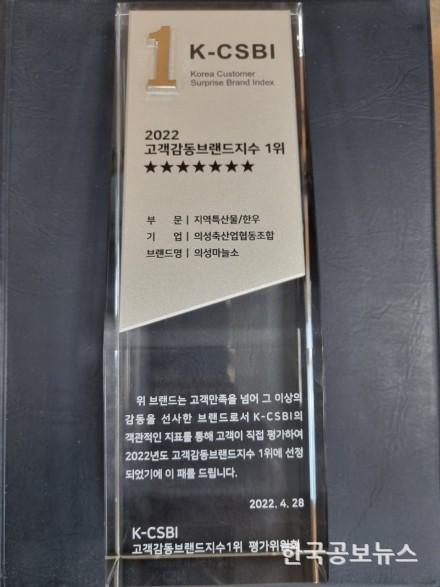 1 K-CSBI
Korea Customer
Surprise Brand Index
2022
고객감동브랜드지수 1위
★★★★★★★
부 문 | 지역특산물/한우
기 업 | 의성축산업협동조합
브랜드명 | 의성마늘소
위 브랜드는 고객만족을 넘어 그 이상의
감동을 선사한 브랜드로서 K-CSBI의
객관적인 지표를 통해 고객이 직접 평가하여
2022년도 고객감동브랜드지수 1위에 선정
되었기에 이 패를 드립니다.
2022. 4. 28
K-CSBI
고객감동브랜드지수1위 평가위원회
한국공보뉴스